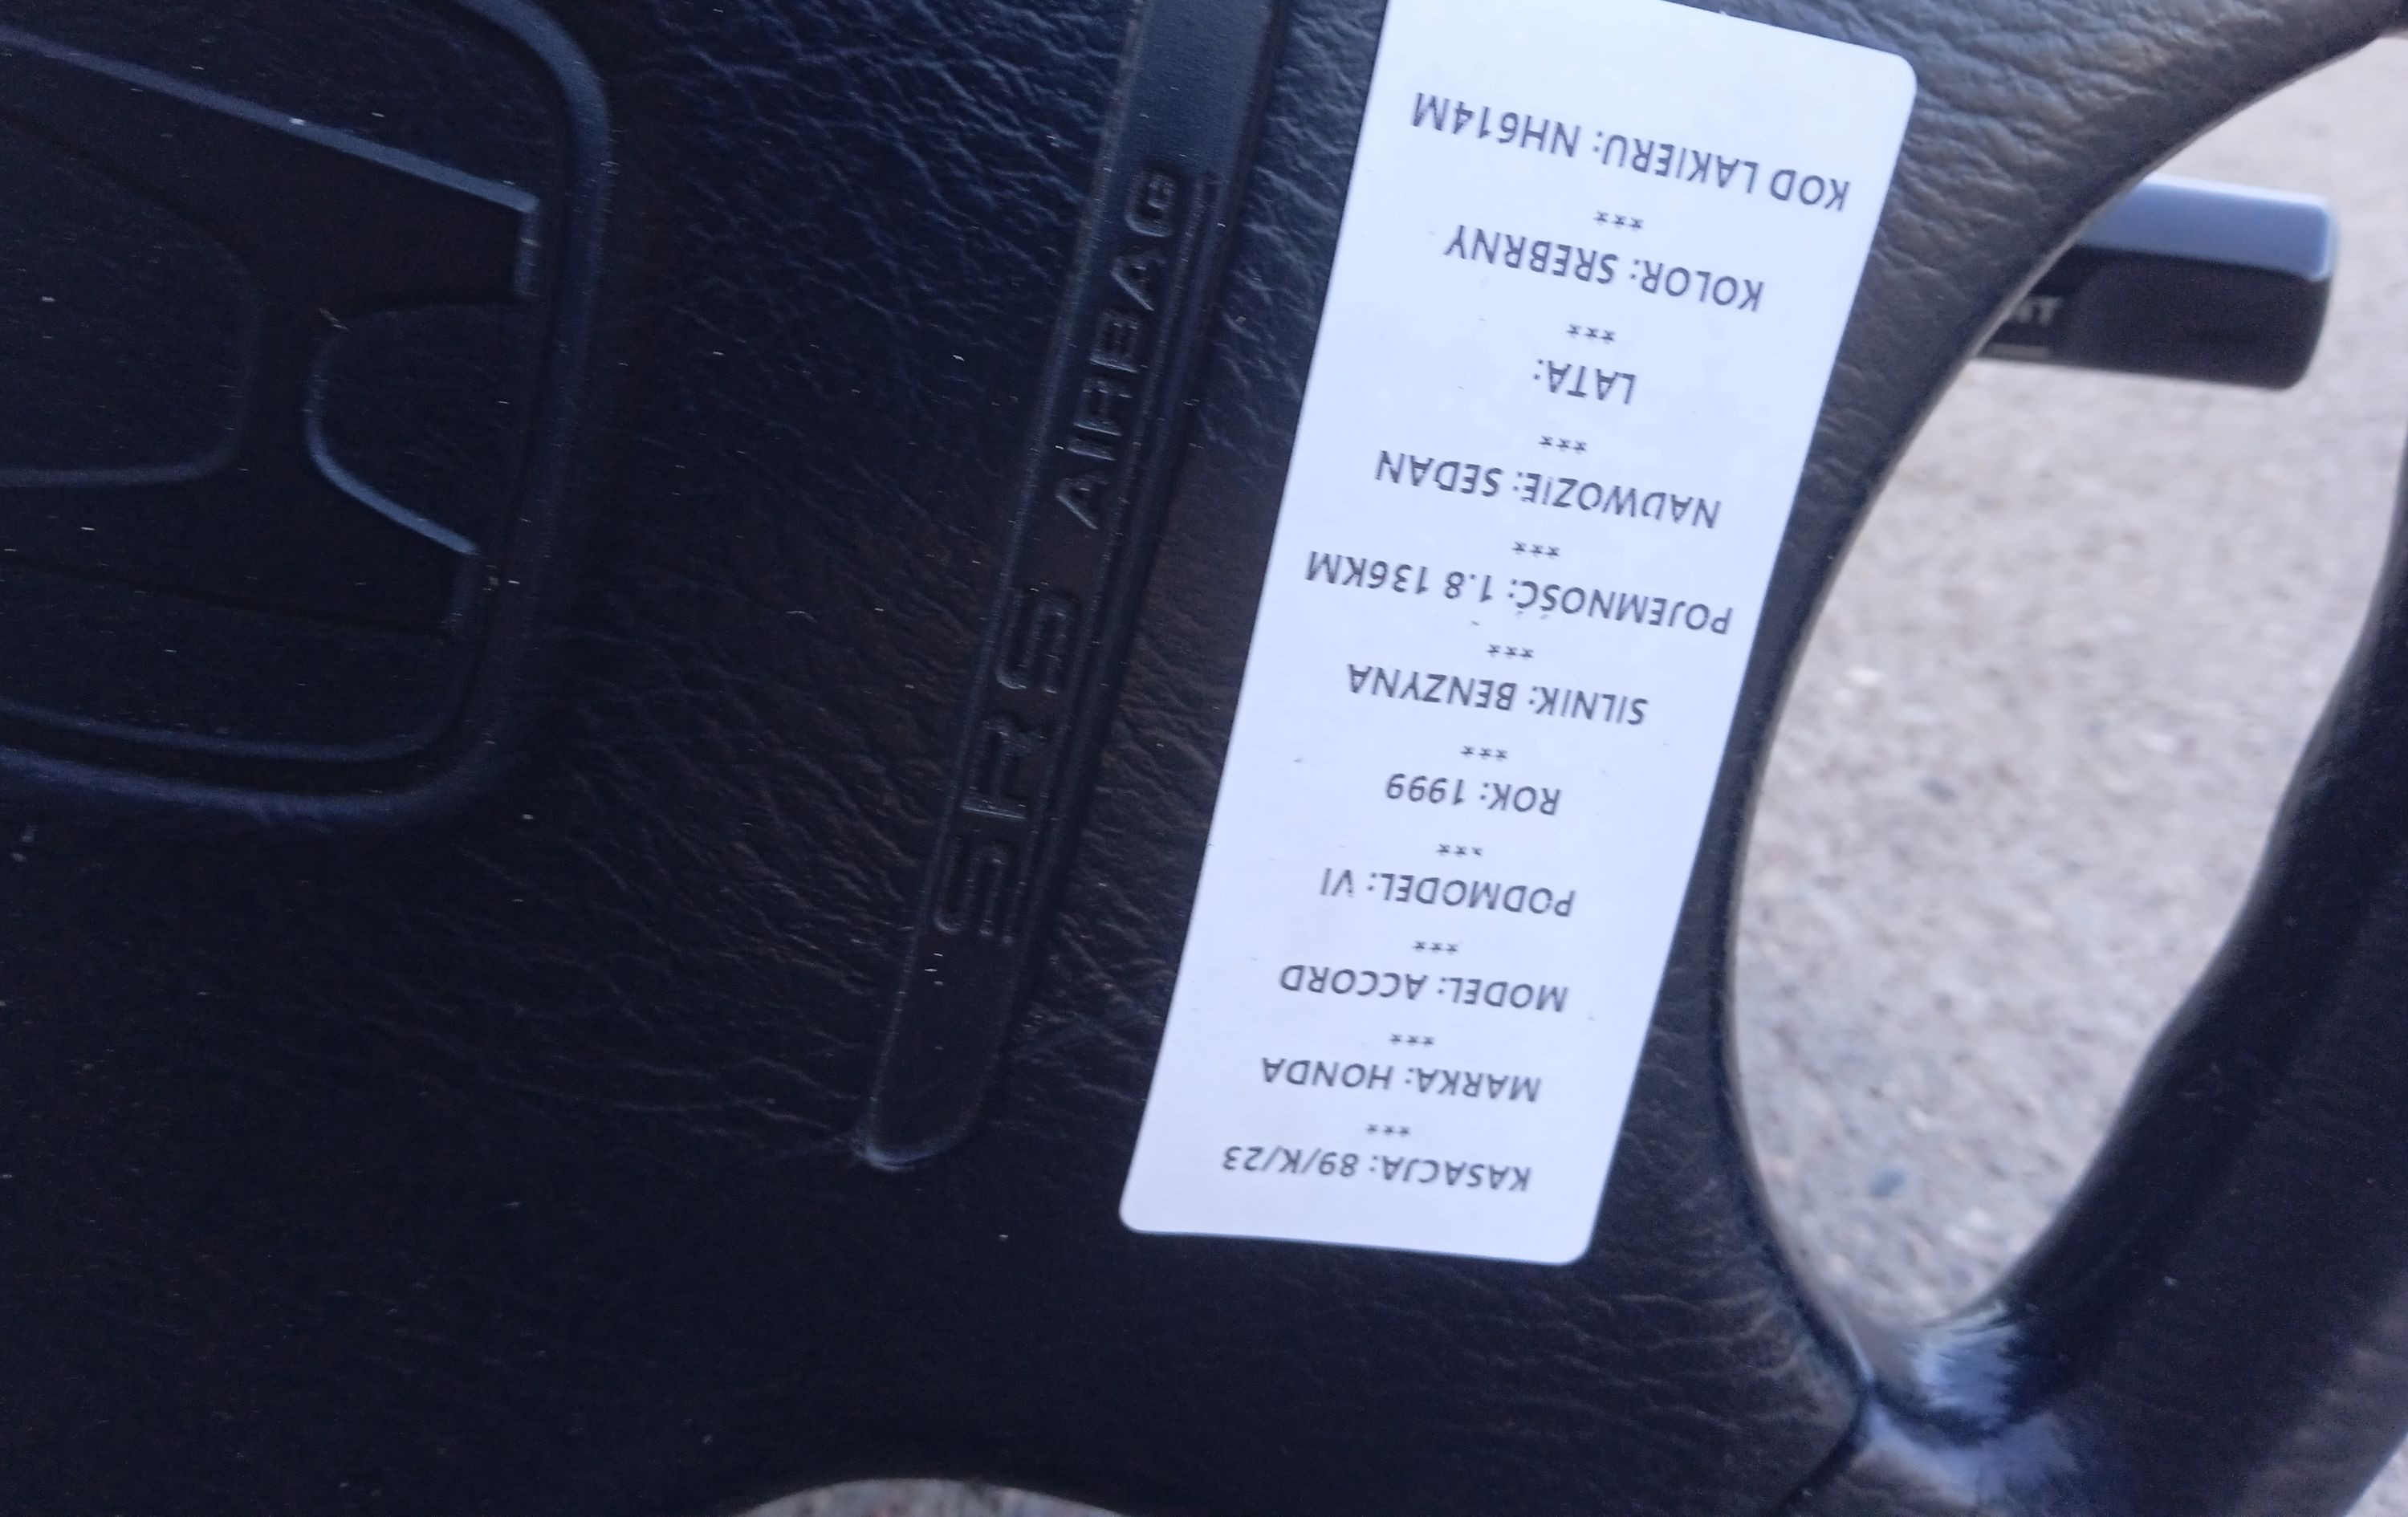 KASACJA: 89/K/23
***
MARKA: HONDA
***
MODEL: ACCORD
***
PODMODEL: VI
***
ROK: 1999
***
SILNIK: BENZYNA
***
POJEMNOŚĆ: 1.8 136KM
***
NADWOZIE: SEDAN
***
LATA:
***
KOLOR: SREBRNY
***
KOD LAKIERU: NH614M
SRS AIRBAG